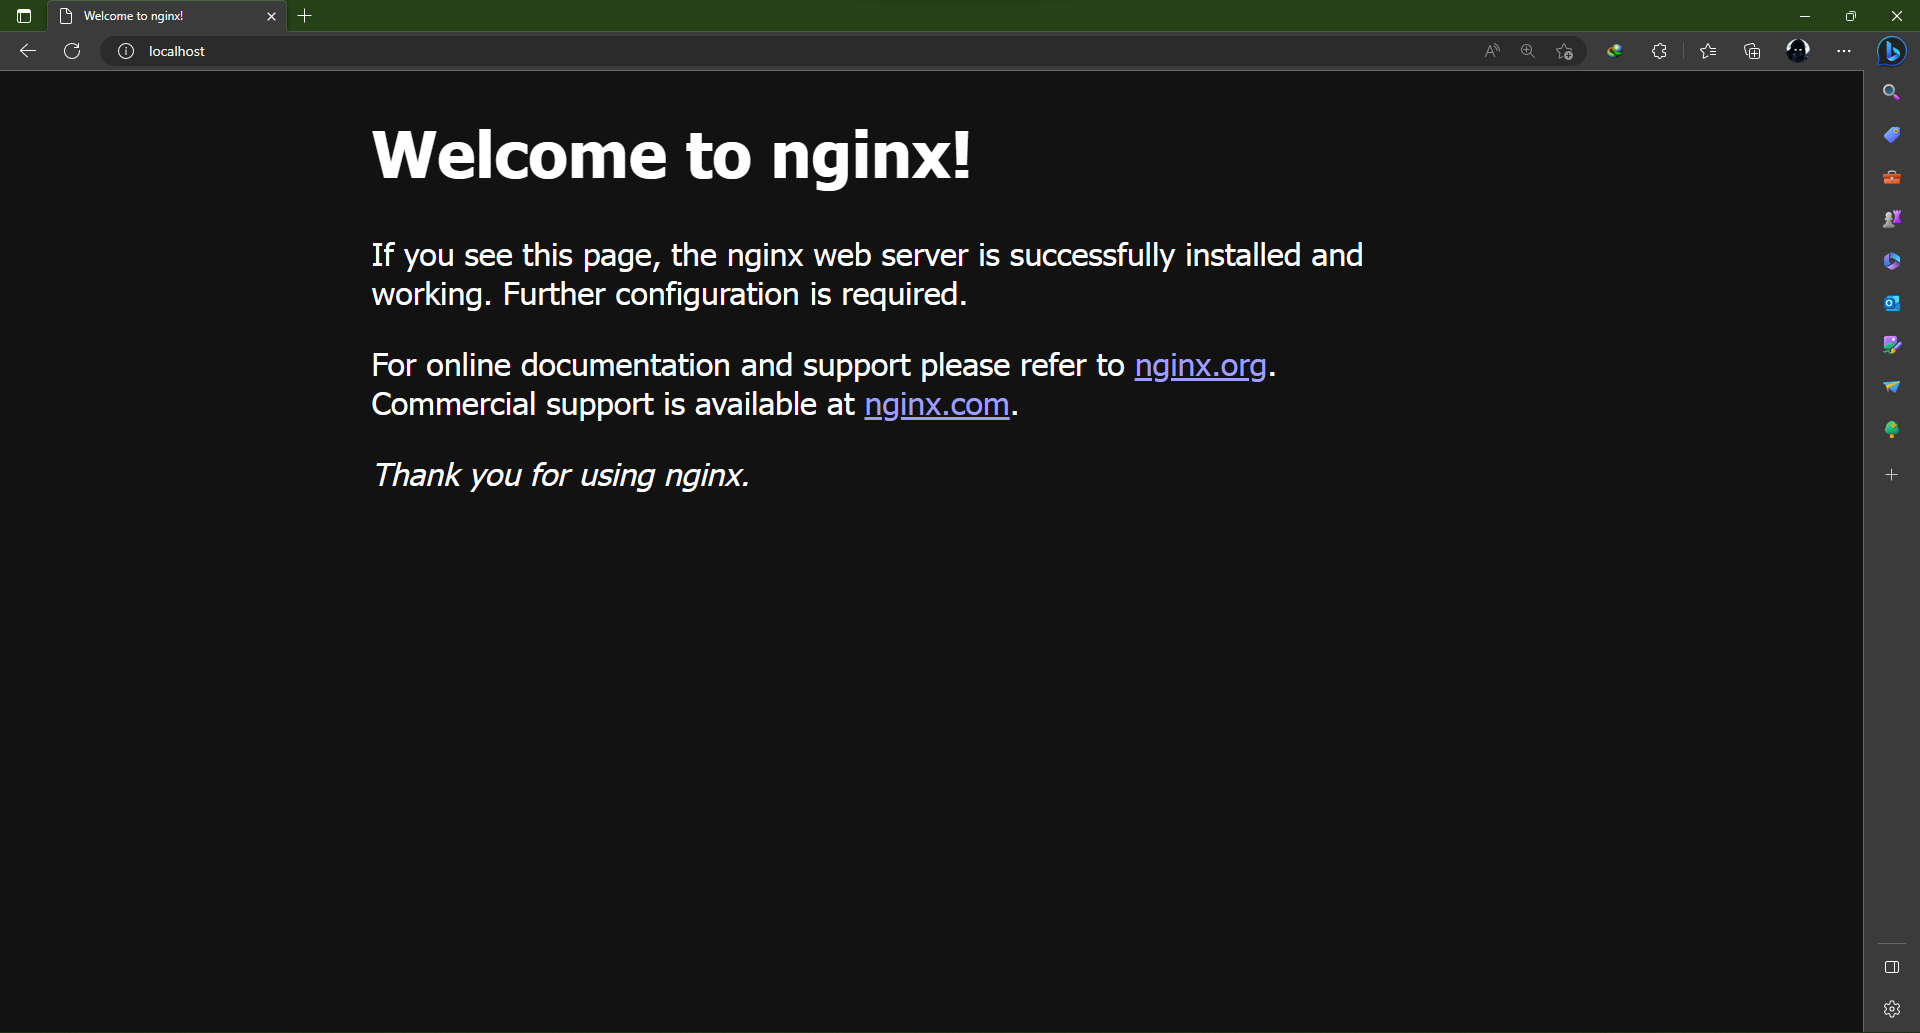 Welcome to nginx!
localhost
Welcome to nginx!
If you see this page, the nginx web server is successfully installed and
working. Further configuration is required.
For online documentation and support please refer to nginx.org.
Commercial support is available at nginx.com.
Thank you for using nginx.